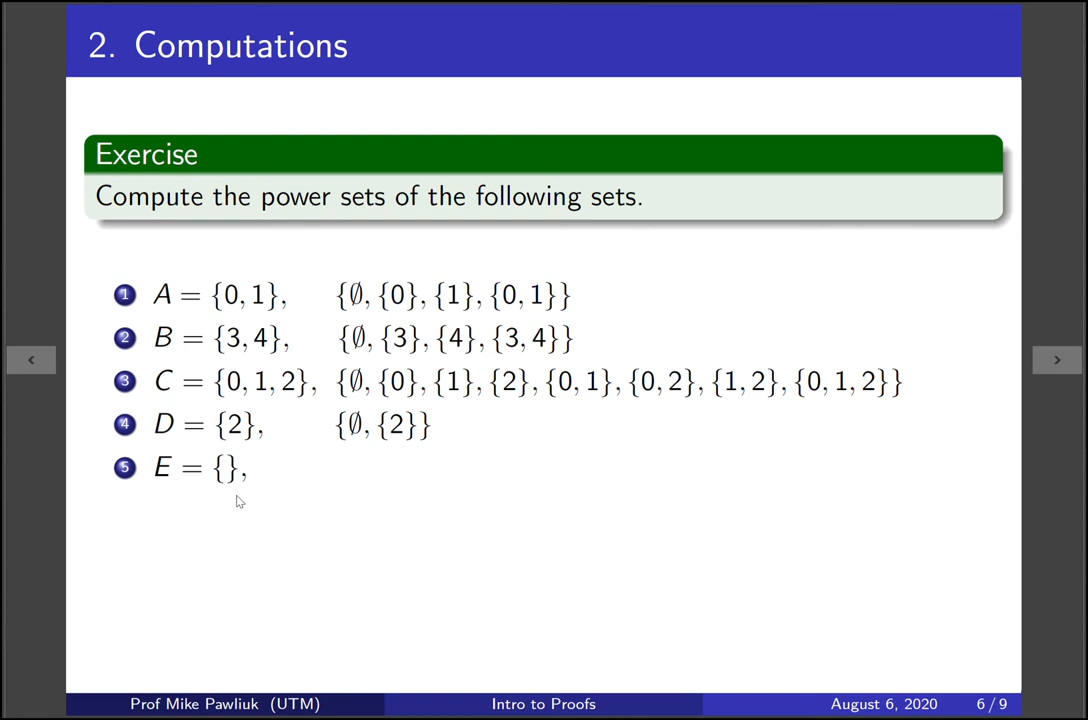 2. Computations
Exercise
Compute the power sets of the following sets.
1 A = {0, 1}, {∅, {0}, {1}, {0, 1}}
2 B = {3, 4}, {∅, {3}, {4}, {3, 4}}
3 C = {0, 1, 2}, {∅, {0}, {1}, {2}, {0, 1}, {0, 2}, {1, 2}, {0, 1, 2}}
4 D = {2}, {∅, {2}}
5 E = {},
Prof Mike Pawliuk (UTM) Intro to Proofs August 6, 2020 6 / 9